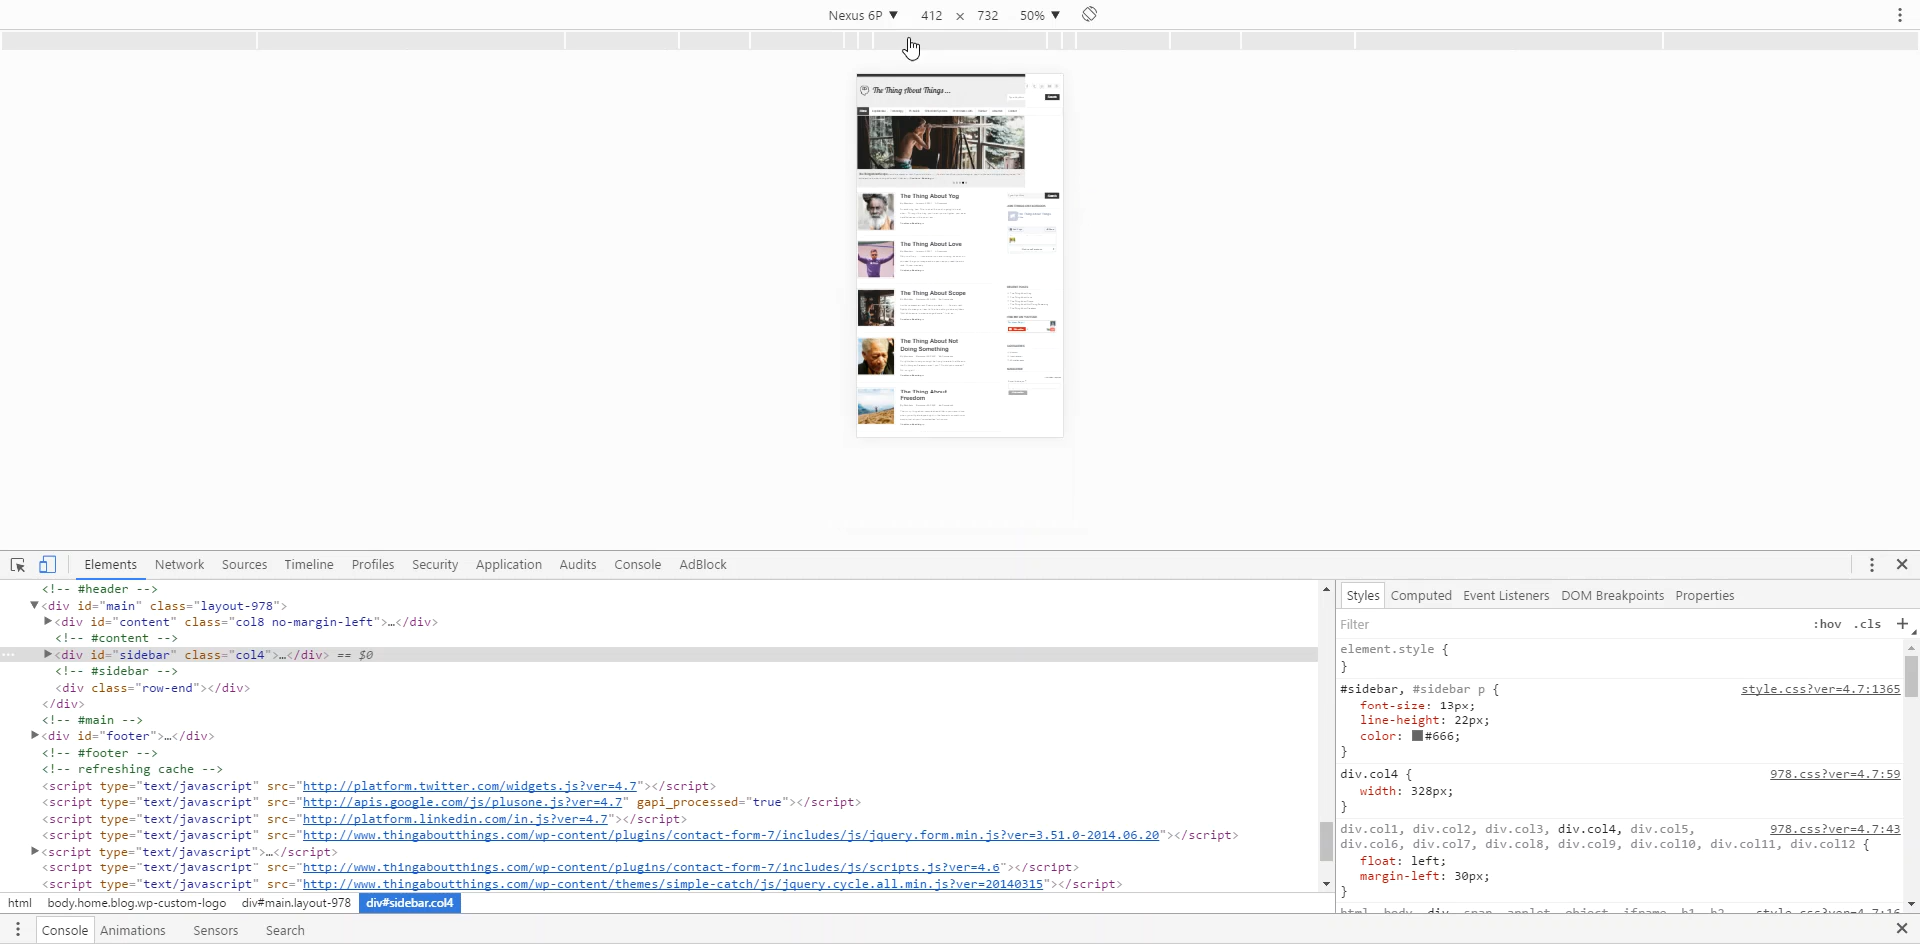 Nexus 6P ▼ 412 × 732 50% ▼
The Thing About Things...
The Thing About Yog
The Thing About Love
The Thing About Scope
The Thing About Not
Doing Something
The Thing About
Freedom
Elements Network Sources Timeline Profiles Security Application Audits Console AdBlock
<!-- #header -->
▼<div id="main" class="layout-978">
▶<div id="content" class="col8 no-margin-left">…</div>
<!-- #content -->
▶<div id="sidebar" class="col4">…</div> == $0
<!-- #sidebar -->
<div class="row-end"></div>
</div>
<!-- #main -->
▶<div id="footer">…</div>
<!-- #footer -->
<!-- refreshing cache -->
<script type="text/javascript" src="http://platform.twitter.com/widgets.js?ver=4.7"></script>
<script type="text/javascript" src="http://apis.google.com/js/plusone.js?ver=4.7" gapi_processed="true"></script>
<script type="text/javascript" src="http://platform.linkedin.com/in.js?ver=4.7"></script>
<script type="text/javascript" src="http://www.thingaboutthings.com/wp-content/plugins/contact-form-7/includes/js/jquery.form.min.js?ver=3.51.0-2014.06.20"></script>
▶<script type="text/javascript">…</script>
<script type="text/javascript" src="http://www.thingaboutthings.com/wp-content/plugins/contact-form-7/includes/js/scripts.js?ver=4.6"></script>
<script type="text/javascript" src="http://www.thingaboutthings.com/wp-content/themes/simple-catch/js/jquery.cycle.all.min.js?ver=20140315"></script>
html body.home.blog.wp-custom-logo div#main.layout-978 div#sidebar.col4
Styles Computed Event Listeners DOM Breakpoints Properties
Filter :hov .cls +
element.style {
}
#sidebar, #sidebar p { style.css?ver=4.7:1365
font-size: 13px;
line-height: 22px;
color: #666;
}
div.col4 { 978.css?ver=4.7:59
width: 328px;
}
div.col1, div.col2, div.col3, div.col4, div.col5, 978.css?ver=4.7:43
div.col6, div.col7, div.col8, div.col9, div.col10, div.col11, div.col12 {
float: left;
margin-left: 30px;
}
html, body, div, span, applet, object, iframe, h1, h2, style.css?ver=4.7:16
Console Animations Sensors Search